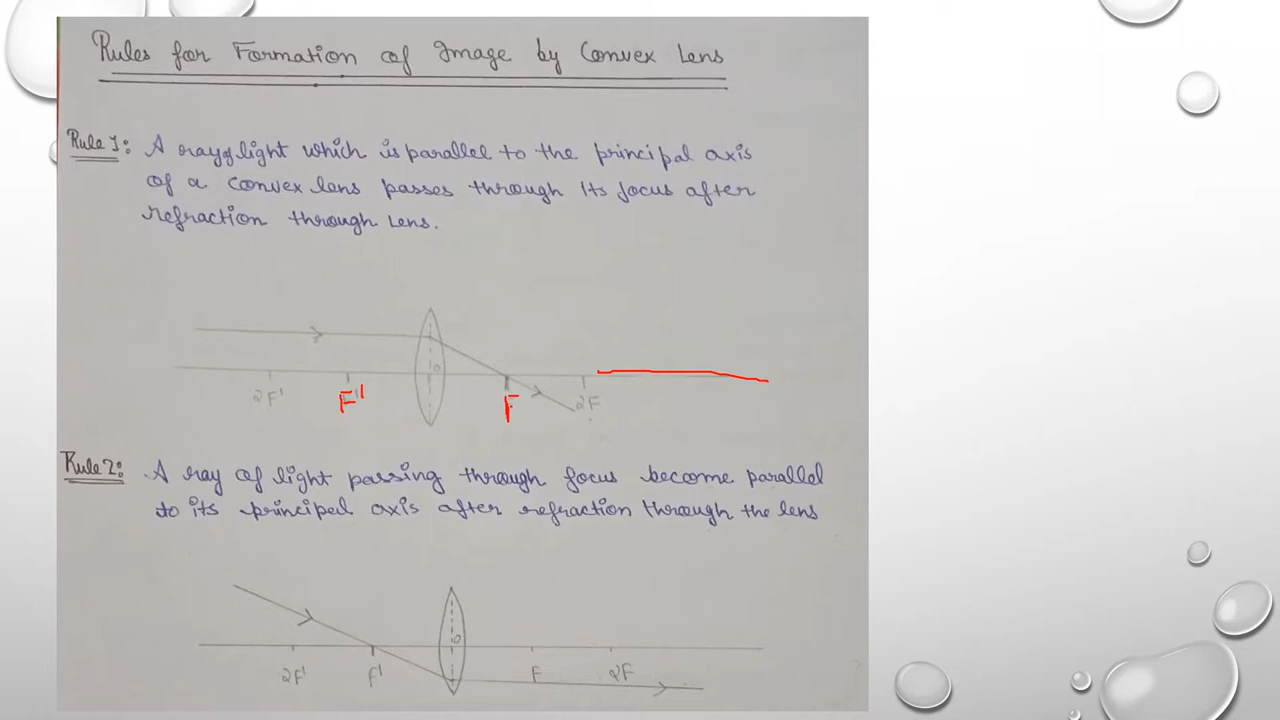 Rules for Formation of Image by Convex Lens
Rule 1: A ray of light which is parallel to the principal axis
of a convex lens passes through its focus after
refraction through Lens.
O
2F' F' F 2F
Rule 2: A ray of light passing through focus become parallel
to its principal axis after refraction through the lens
O
2F' F' F 2F